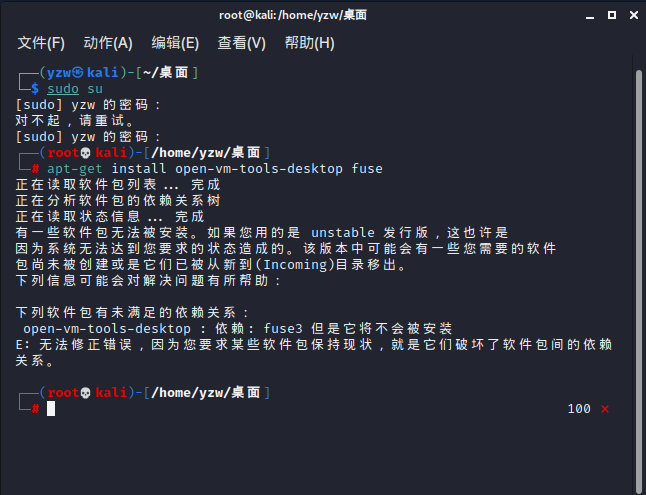 root@kali:/home/yzw/桌面
文件(F) 动作(A) 编辑(E) 查看(V) 帮助(H)
┌──(yzw㉿kali)-[~/桌面]
└─$ sudo su
[sudo] yzw 的密码：
对不起，请重试。
[sudo] yzw 的密码：
┌──(root💀kali)-[/home/yzw/桌面]
└─# apt-get install open-vm-tools-desktop fuse
正在读取软件包列表... 完成
正在分析软件包的依赖关系树
正在读取状态信息... 完成
有一些软件包无法被安装。如果您用的是 unstable 发行版，这也许是
因为系统无法达到您要求的状态造成的。该版本中可能会有一些您需要的软件
包尚未被创建或是它们已被从新到(Incoming)目录移出。
下列信息可能会对解决问题有所帮助：
下列软件包有未满足的依赖关系：
open-vm-tools-desktop : 依赖: fuse3 但是它将不会被安装
E: 无法修正错误，因为您要求某些软件包保持现状，就是它们破坏了软件包间的依赖
关系。
┌──(root💀kali)-[/home/yzw/桌面]
└─# 100 ⨯